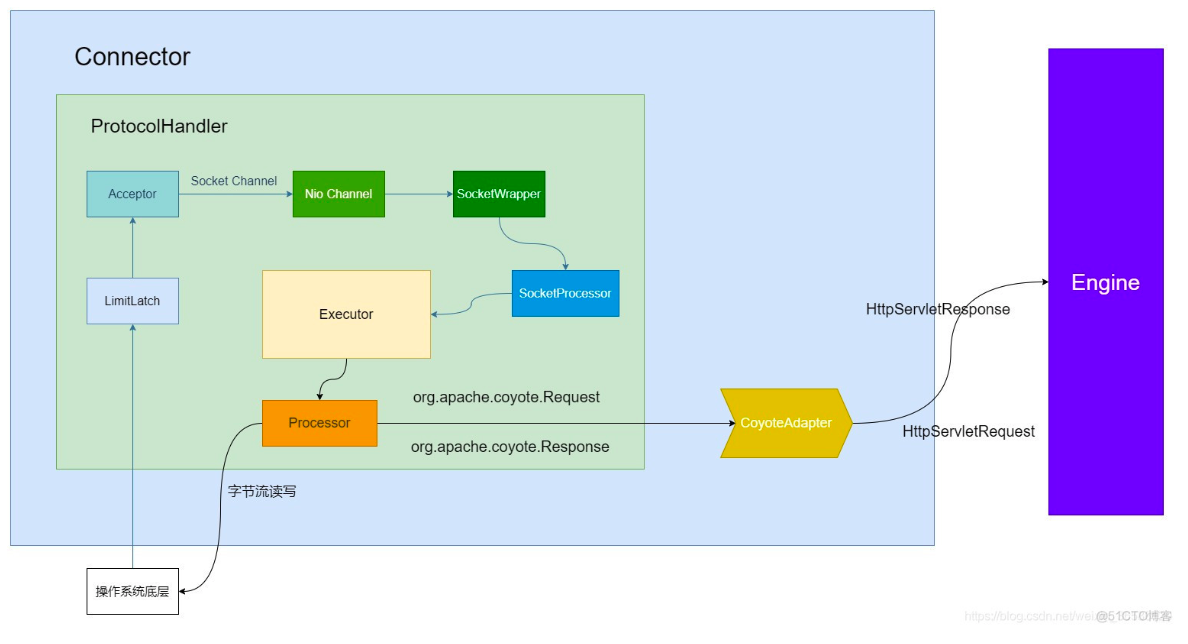 Connector
ProtocolHandler
Acceptor
Socket Channel
Nio Channel
SocketWrapper
LimitLatch
SocketProcessor
Executor
Engine
HttpServletResponse
org.apache.coyote.Request
Processor
CoyoteAdapter
HttpServletRequest
org.apache.coyote.Response
字节流读写
操作系统底层
https://blog.csdn.net/we
@51CTO博客